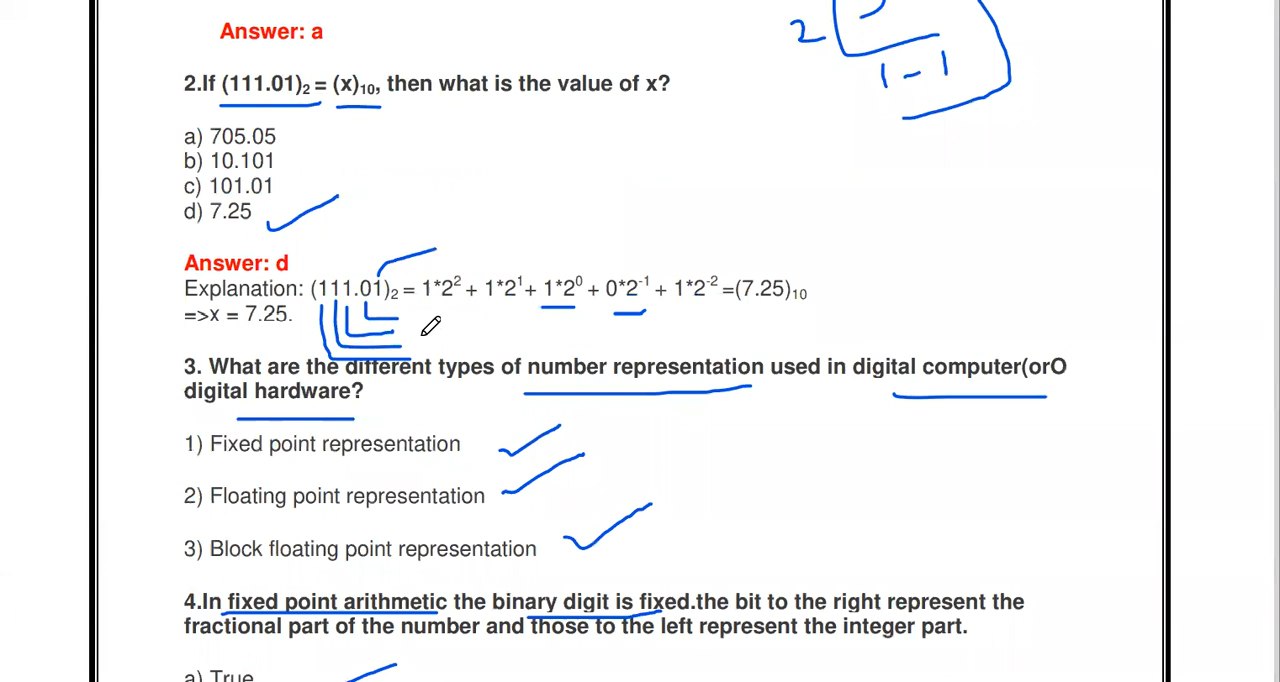 Answer: a
2
1 - 1
2.If (111.01)₂ = (x)₁₀, then what is the value of x?
a) 705.05
b) 10.101
c) 101.01
d) 7.25
Answer: d
Explanation: (111.01)₂ = 1*2² + 1*2¹+ 1*2⁰ + 0*2⁻¹ + 1*2⁻² =(7.25)₁₀
=>x = 7.25.
3. What are the different types of number representation used in digital computer(orO
digital hardware?
1) Fixed point representation
2) Floating point representation
3) Block floating point representation
4.In fixed point arithmetic the binary digit is fixed.the bit to the right represent the
fractional part of the number and those to the left represent the integer part.
a) True